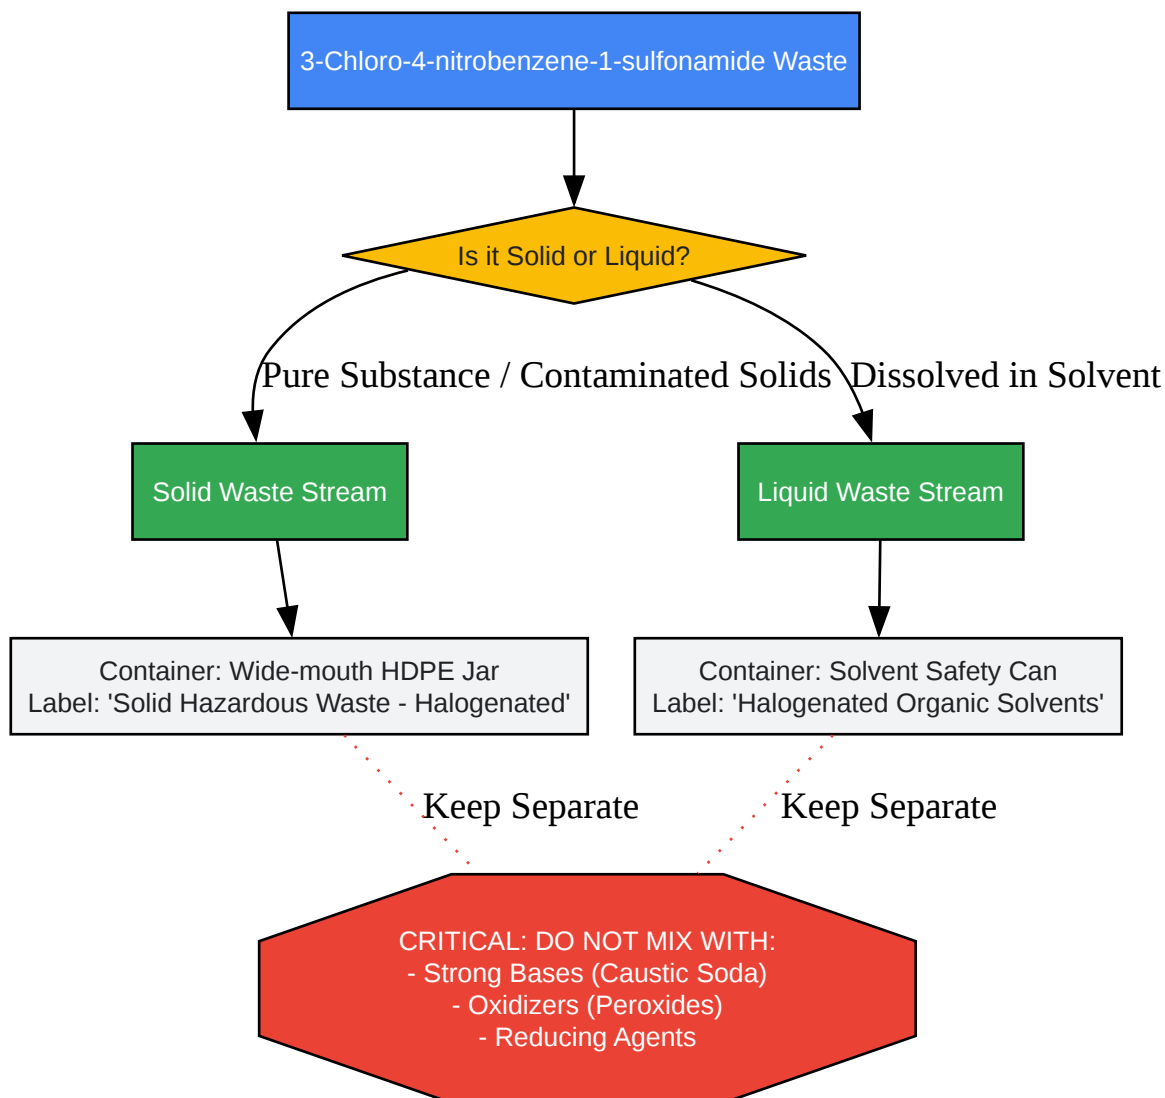 3-Chloro-4-nitrobenzene-1-sulfonamide Waste
Is it Solid or Liquid?
Pure Substance / Contaminated Solids
Dissolved in Solvent
Solid Waste Stream
Liquid Waste Stream
Container: Wide-mouth HDPE Jar
Label: 'Solid Hazardous Waste - Halogenated'
Container: Solvent Safety Can
Label: 'Halogenated Organic Solvents'
Keep Separate
Keep Separate
CRITICAL: DO NOT MIX WITH:
- Strong Bases (Caustic Soda)
- Oxidizers (Peroxides)
- Reducing Agents